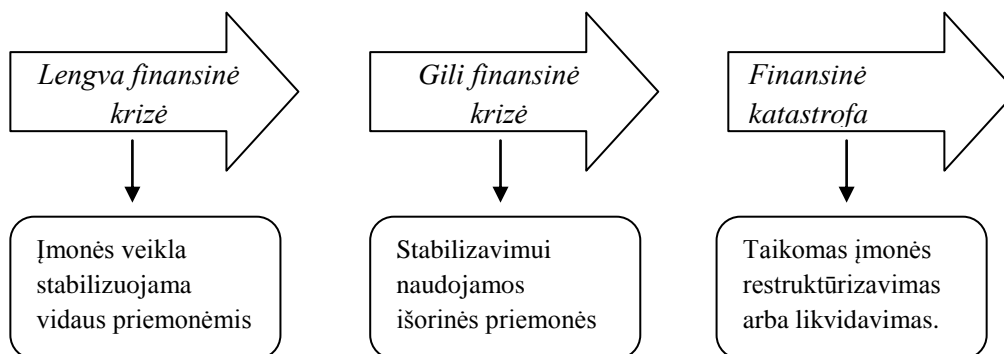 Lengva finansinė
krizė
Gili finansinė
krizė
Finansinė
katastrofa
Įmonės veikla
stabilizuojama
vidaus priemonėmis
Stabilizavimui
naudojamos
išorinės priemonės
Taikomas įmonės
restruktūrizavimas
arba likvidavimas.